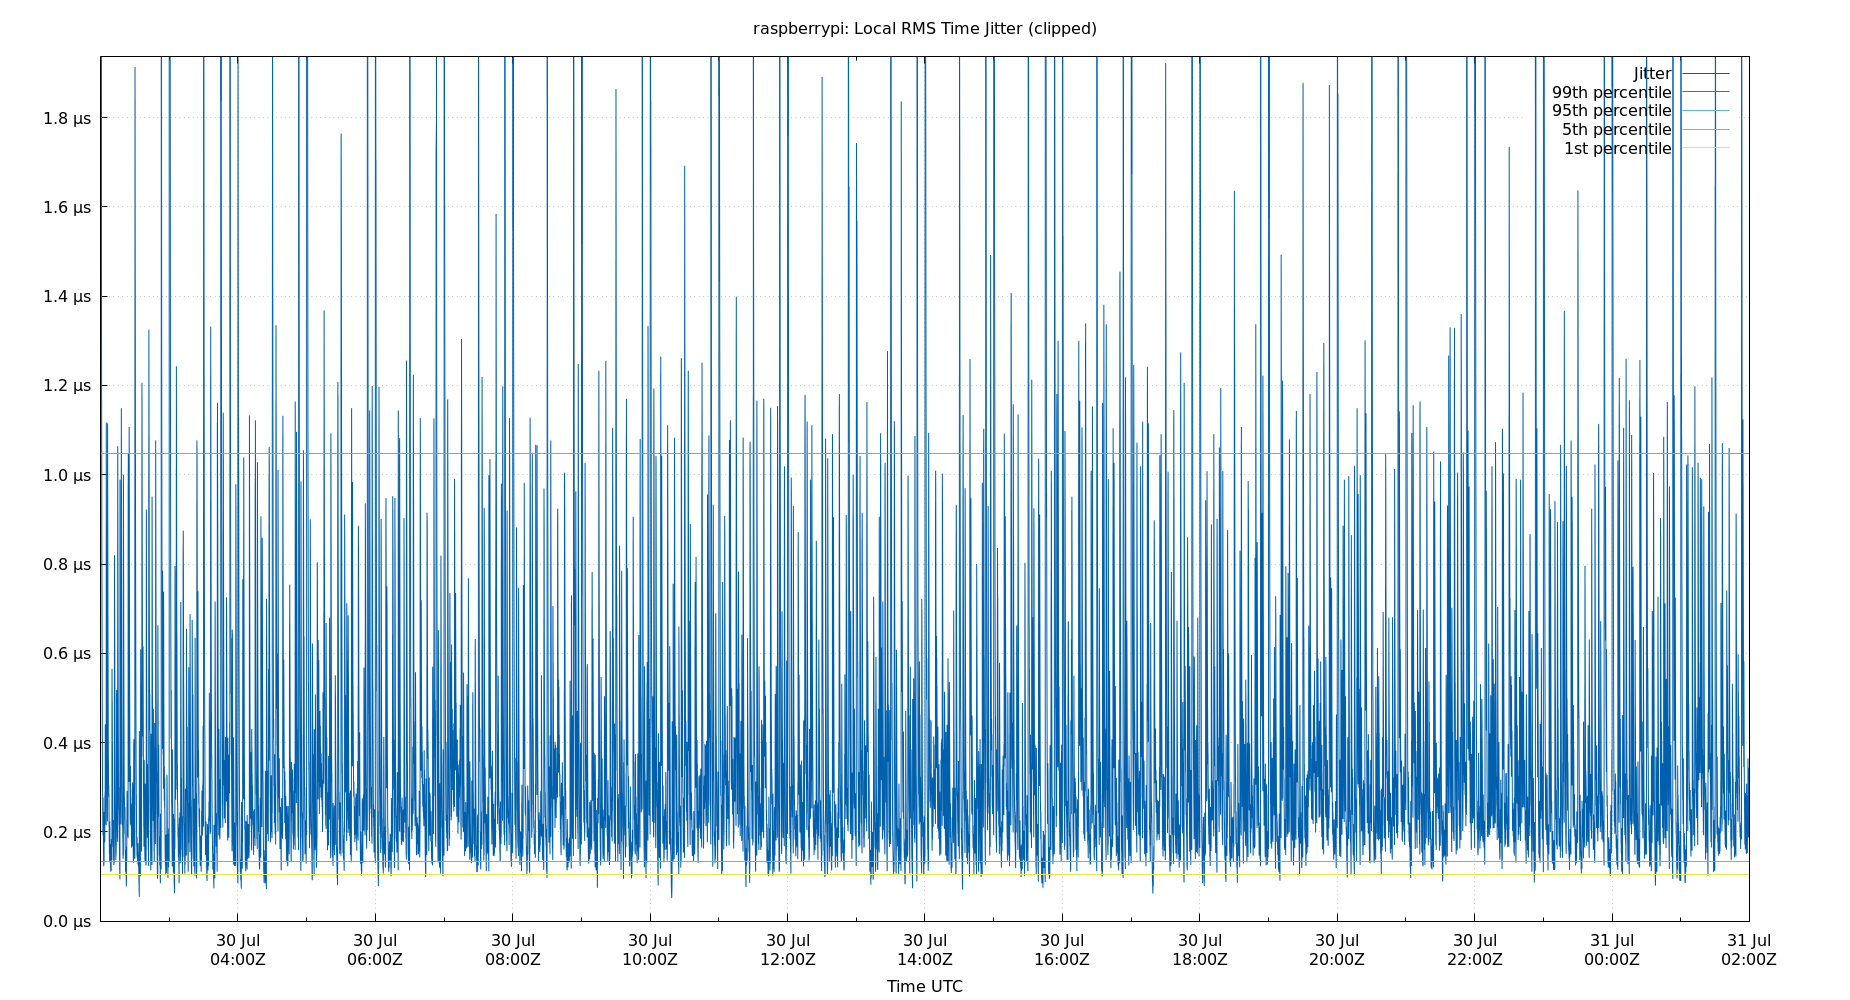 raspberrypi: Local RMS Time Jitter (clipped)
Jitter
99th percentile
95th percentile
5th percentile
1st percentile
1.8 µs
1.6 µs
1.4 µs
1.2 µs
1.0 µs
0.8 µs
0.6 µs
0.4 µs
0.2 µs
0.0 µs
30 Jul 30 Jul 30 Jul 30 Jul 30 Jul 30 Jul 30 Jul 30 Jul 30 Jul 30 Jul 31 Jul 31 Jul
04:00Z 06:00Z 08:00Z 10:00Z 12:00Z 14:00Z 16:00Z 18:00Z 20:00Z 22:00Z 00:00Z 02:00Z
Time UTC